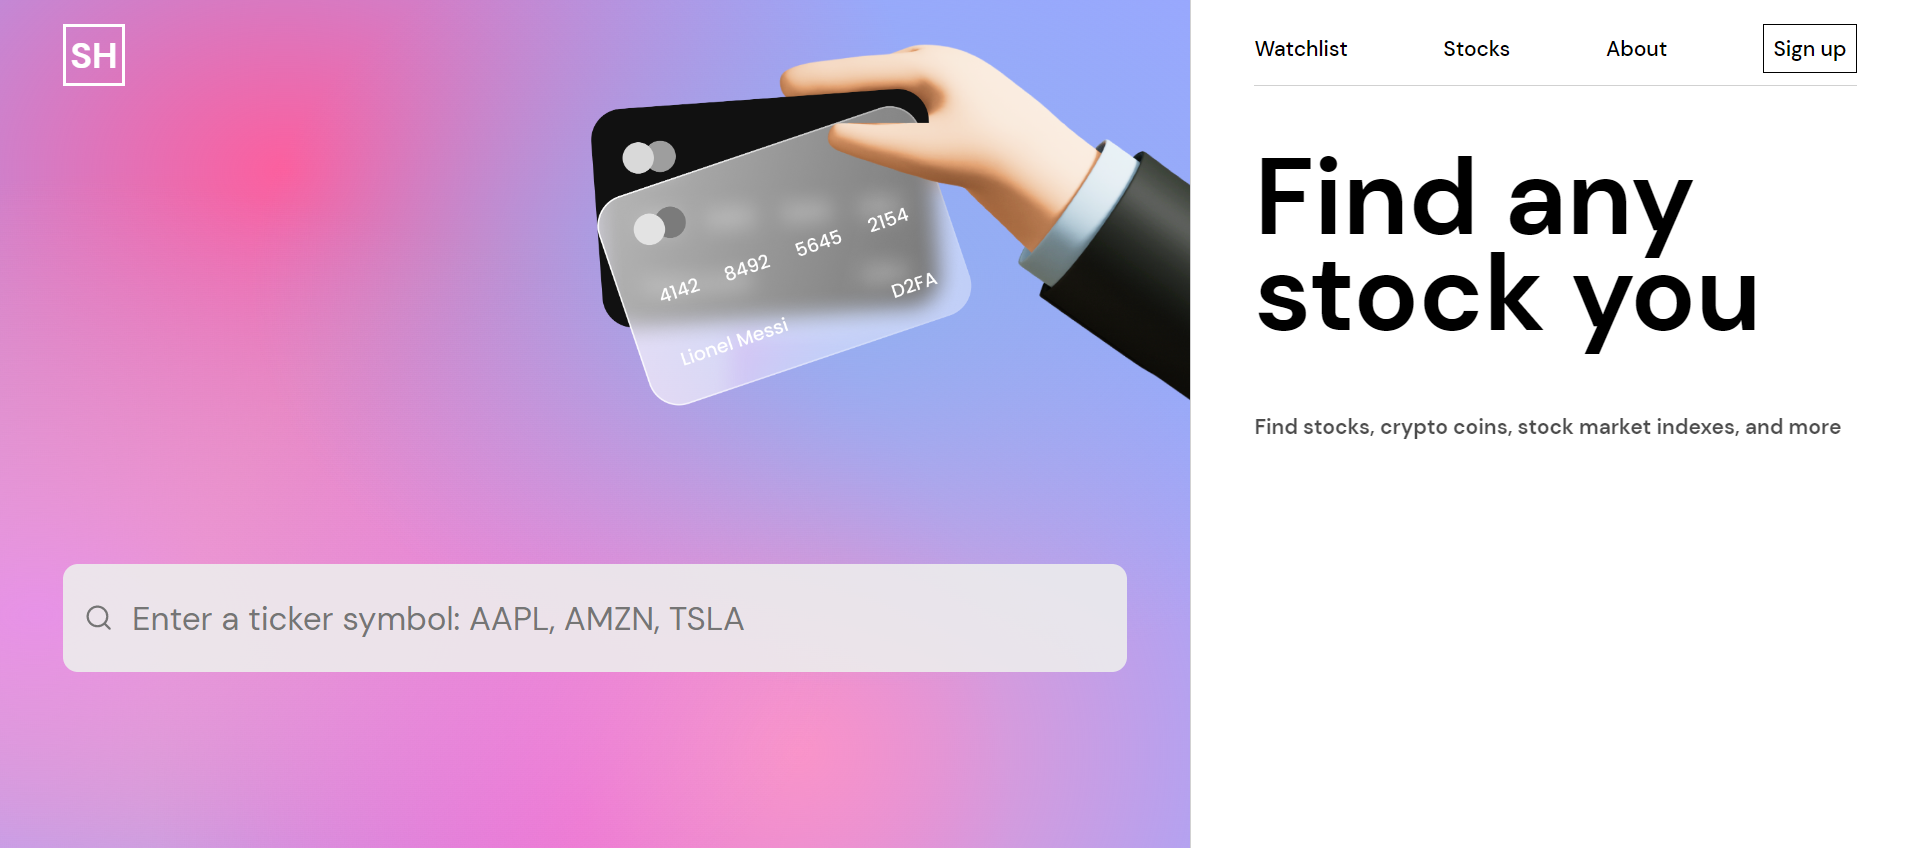 SH
4142 8492 5645 2154
D2FA
Lionel Messi
Enter a ticker symbol: AAPL, AMZN, TSLA
Watchlist Stocks About Sign up
Find any
stock you
Find stocks, crypto coins, stock market indexes, and more